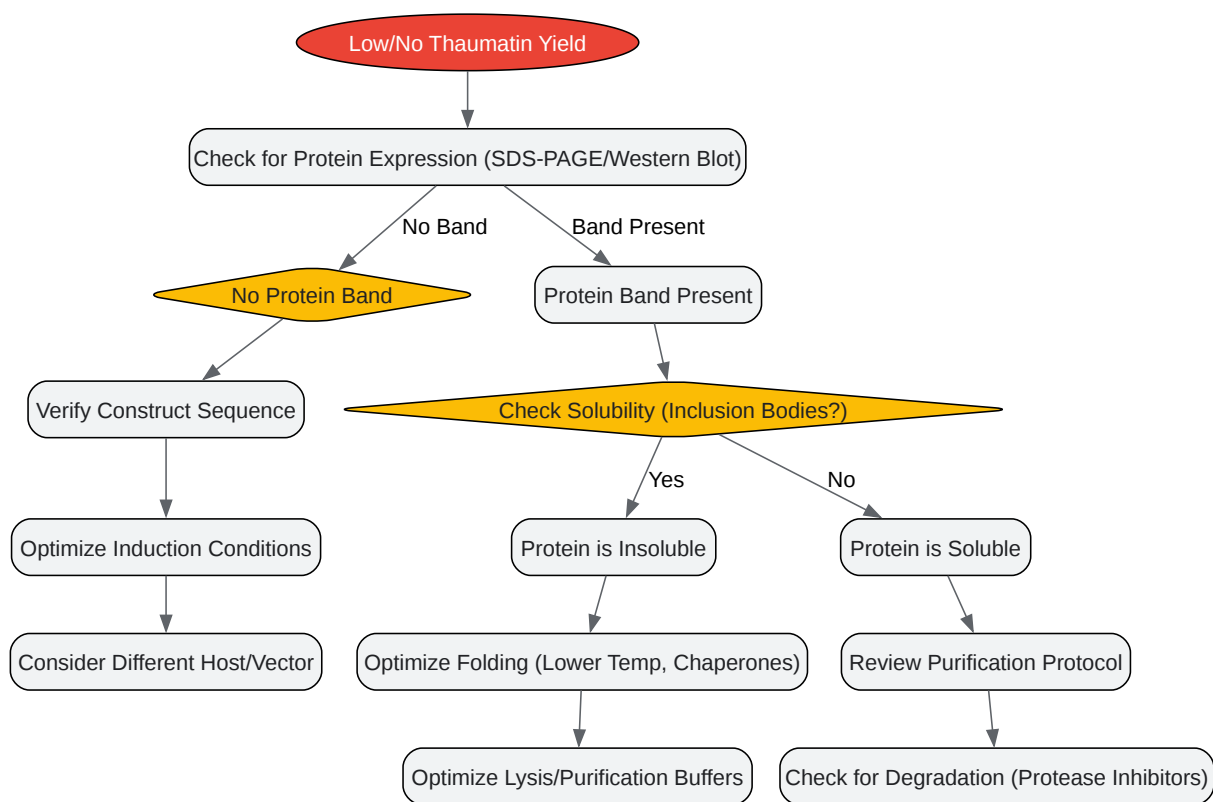 Low/No Thaumatin Yield
Check for Protein Expression (SDS-PAGE/Western Blot)
No Band
Band Present
No Protein Band
Protein Band Present
Verify Construct Sequence
Check Solubility (Inclusion Bodies?)
Yes
No
Optimize Induction Conditions
Protein is Insoluble
Protein is Soluble
Consider Different Host/Vector
Optimize Folding (Lower Temp, Chaperones)
Review Purification Protocol
Optimize Lysis/Purification Buffers
Check for Degradation (Protease Inhibitors)